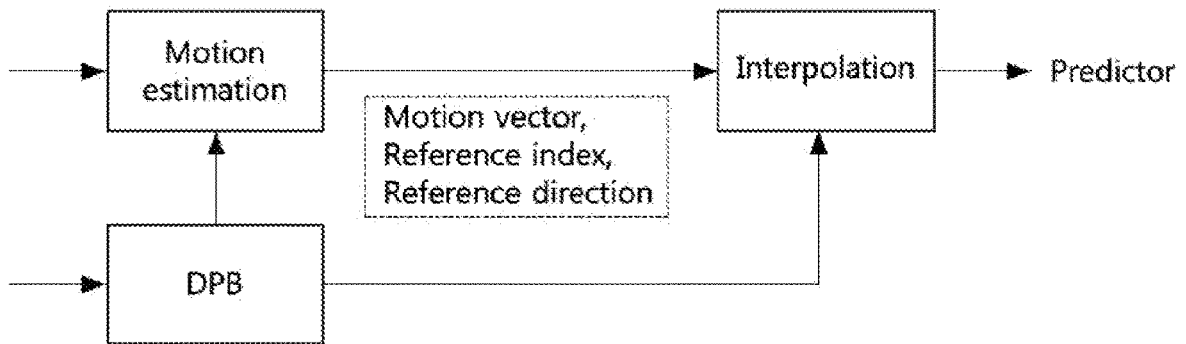 Motion
estimation
Interpolation
Predictor
Motion vector,
Reference index,
Reference direction
DPB